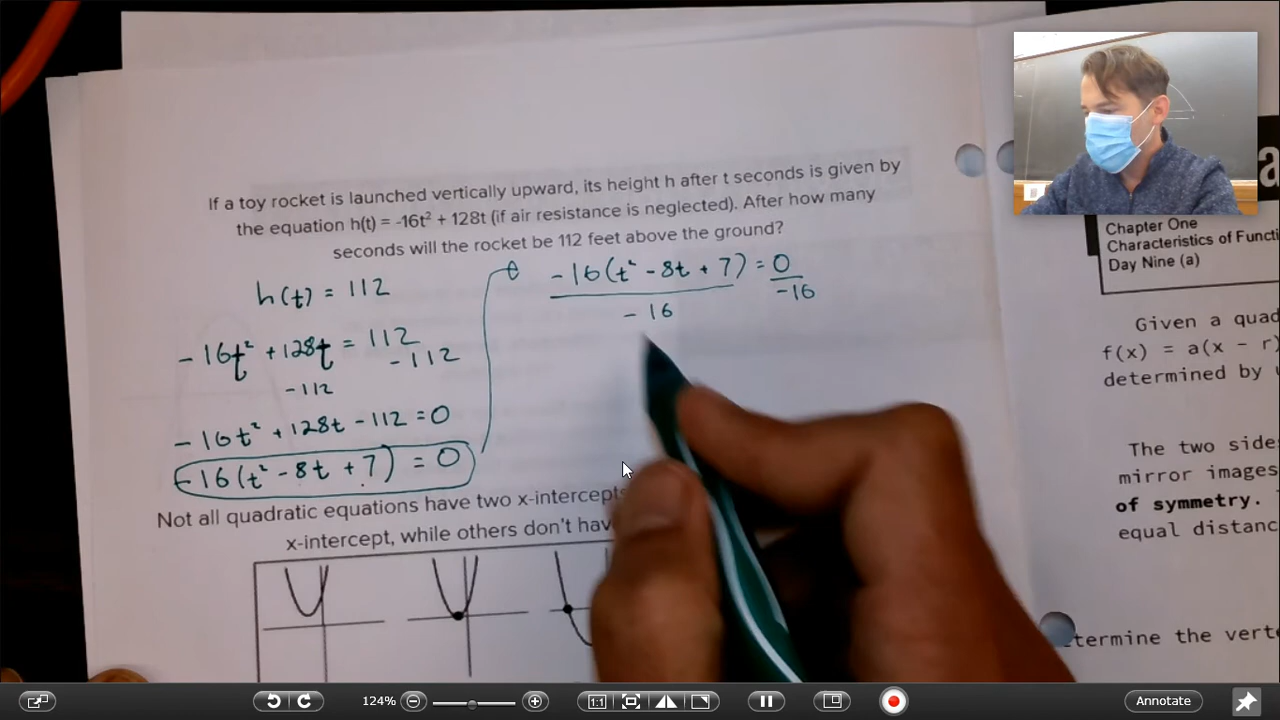 If a toy rocket is launched vertically upward, its height h after t seconds is given by
the equation h(t) = -16t² + 128t (if air resistance is neglected). After how many
seconds will the rocket be 112 feet above the ground?
h(t) = 112
-16t² + 128t = 112
-112 -112
-16t² + 128t - 112 = 0
-16(t² - 8t + 7) = 0
-16(t² - 8t + 7) = 0
-16 -16
Not all quadratic equations have two x-intercepts
x-intercept, while others don't hav
Chapter One
Characteristics of Functi
Day Nine (a)
Given a quad
f(x) = a(x - r)
determined by
The two side
mirror images
of symmetry.
equal distanc
termine the verte
124%
1:1
Annotate